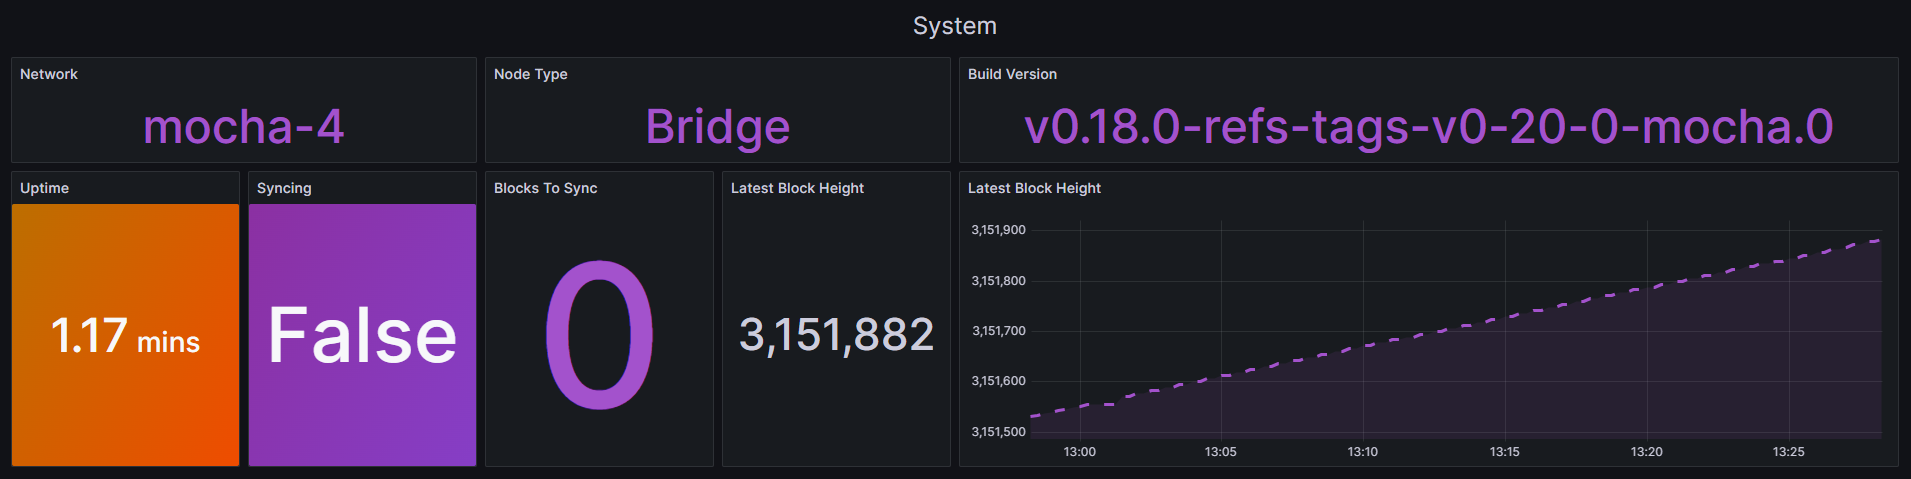 System
Network
mocha-4
Node Type
Bridge
Build Version
v0.18.0-refs-tags-v0-20-0-mocha.0
Uptime
1.17 mins
Syncing
False
Blocks To Sync
0
Latest Block Height
3,151,882
Latest Block Height
3,151,900
3,151,800
3,151,700
3,151,600
3,151,500
13:00 13:05 13:10 13:15 13:20 13:25